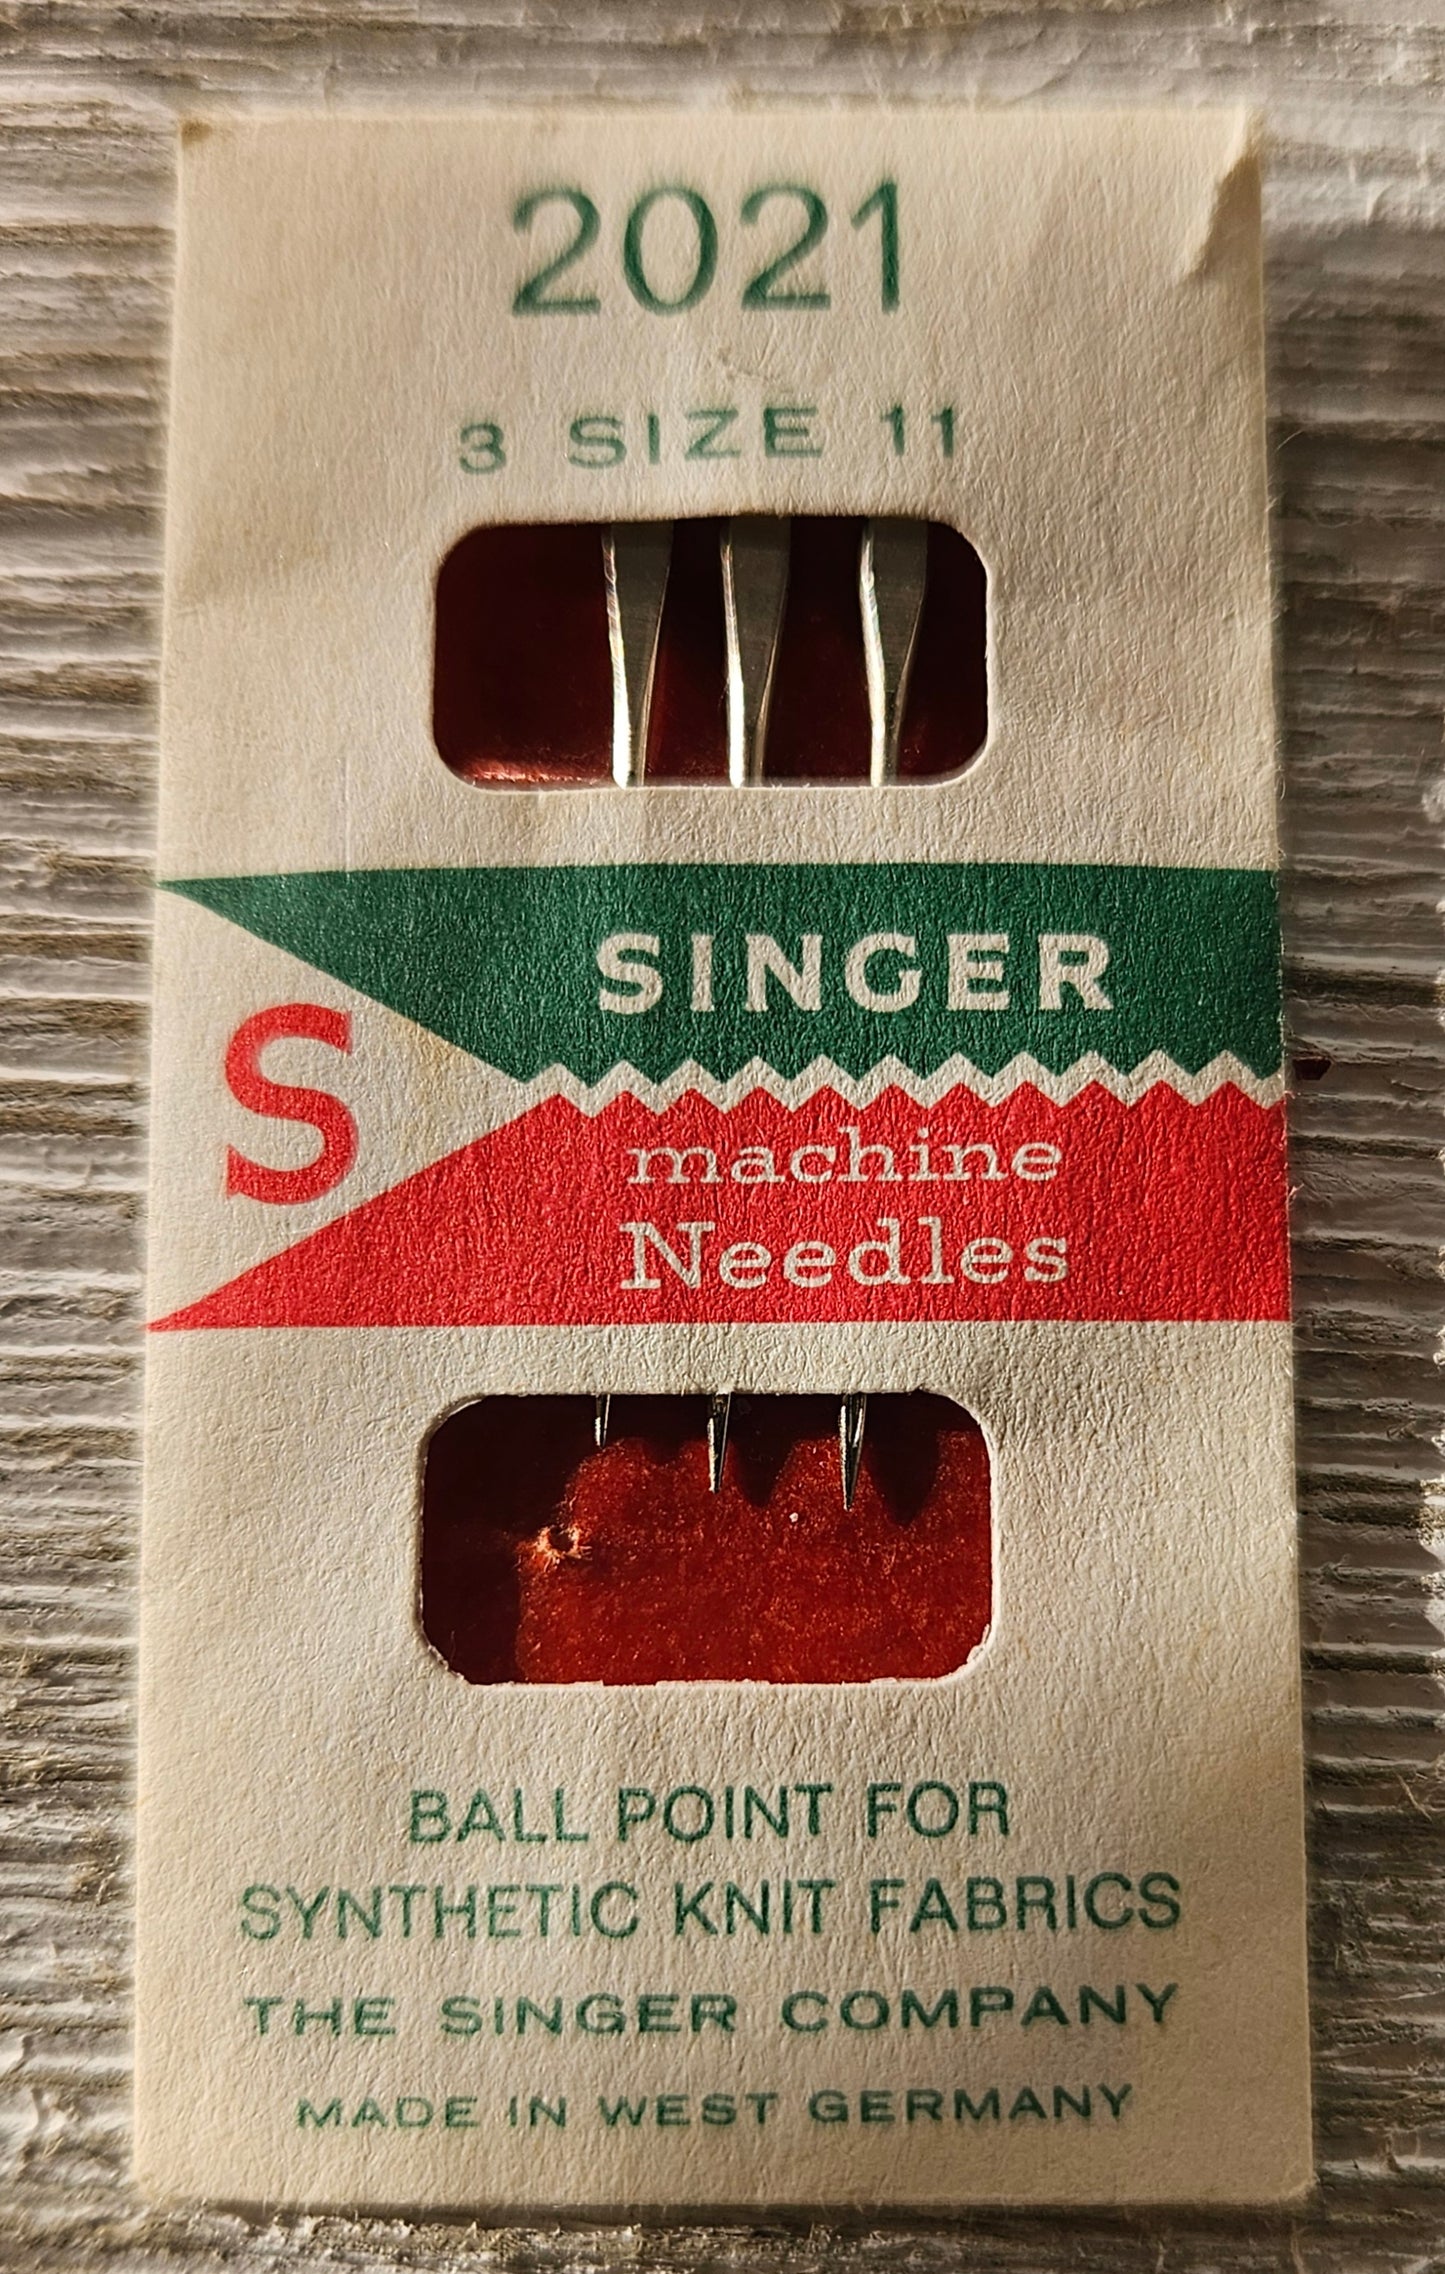 2021
3 SIZE 11
SINGER
S
machine
Needles
BALL POINT FOR
SYNTHETIC KNIT FABRICS
THE SINGER COMPANY
MADE IN WEST GERMANY